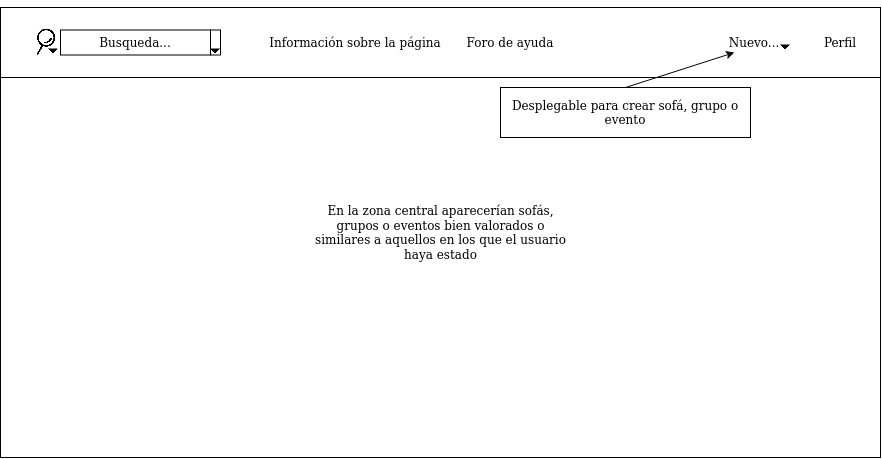 Busqueda...
Información sobre la página
Foro de ayuda
Nuevo...
Perfil
Desplegable para crear sofá, grupo o
evento
En la zona central aparecerían sofás,
grupos o eventos bien valorados o
similares a aquellos en los que el usuario
haya estado